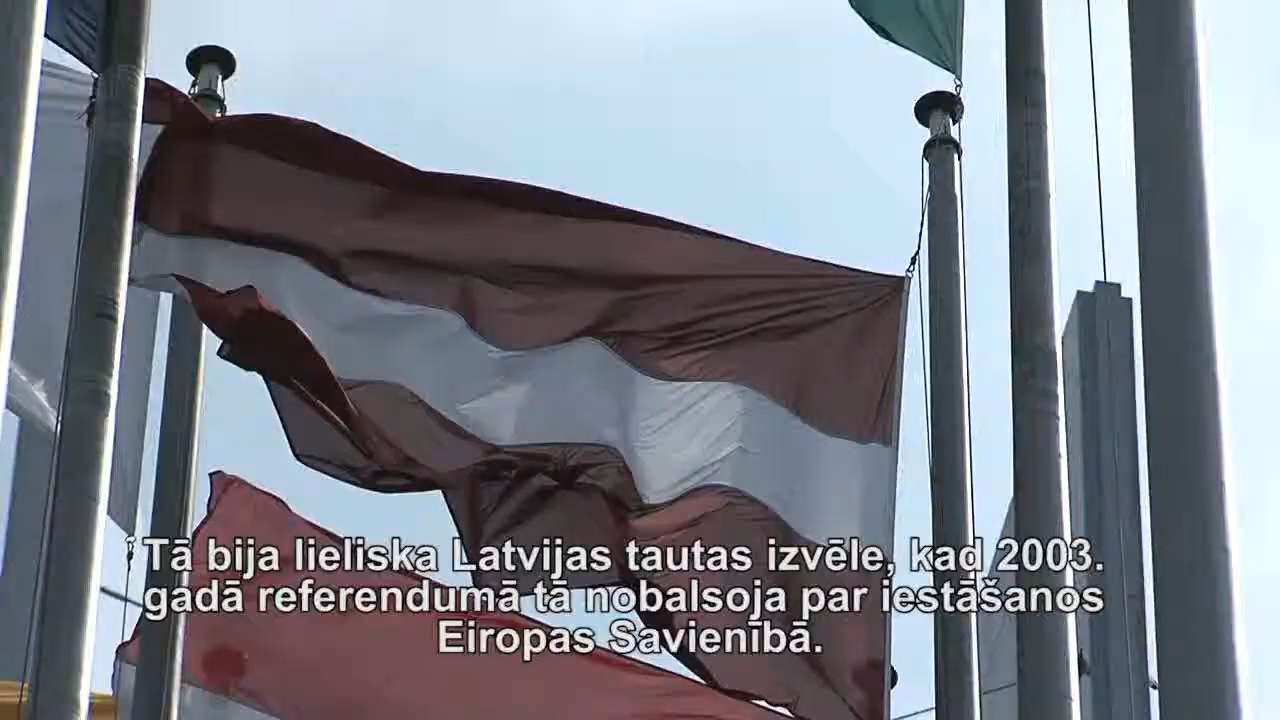 Tā bija lieliska Latvijas tautas izvēle, kad 2003.
gadā referendumā tā nobalsoja par iestāšanos
Eiropas Savienībā.